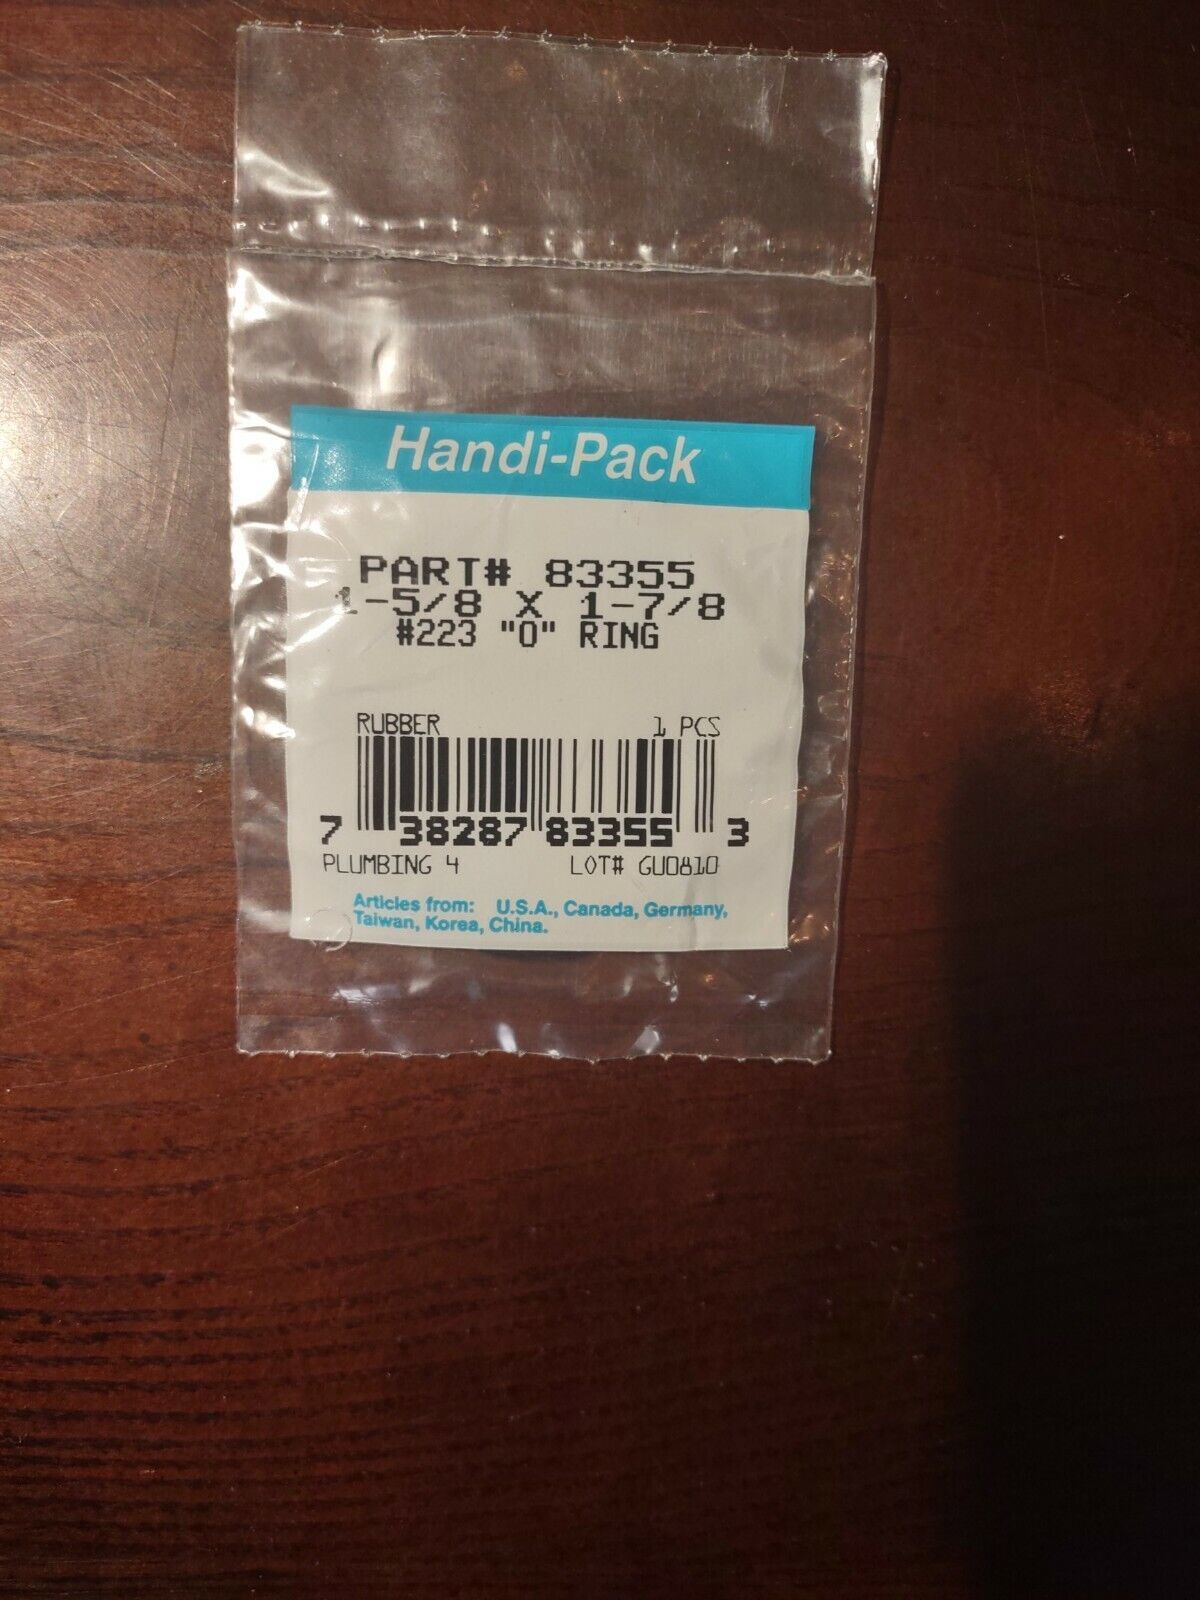 Handi-Pack
PART# 83355
1-5/8 X 1-7/8
#223 "O" RING
RUBBER 1 PCS
7 38287 83355 3
PLUMBING 4 LOT# GU0810
Articles from: U.S.A., Canada, Germany,
Taiwan, Korea, China.